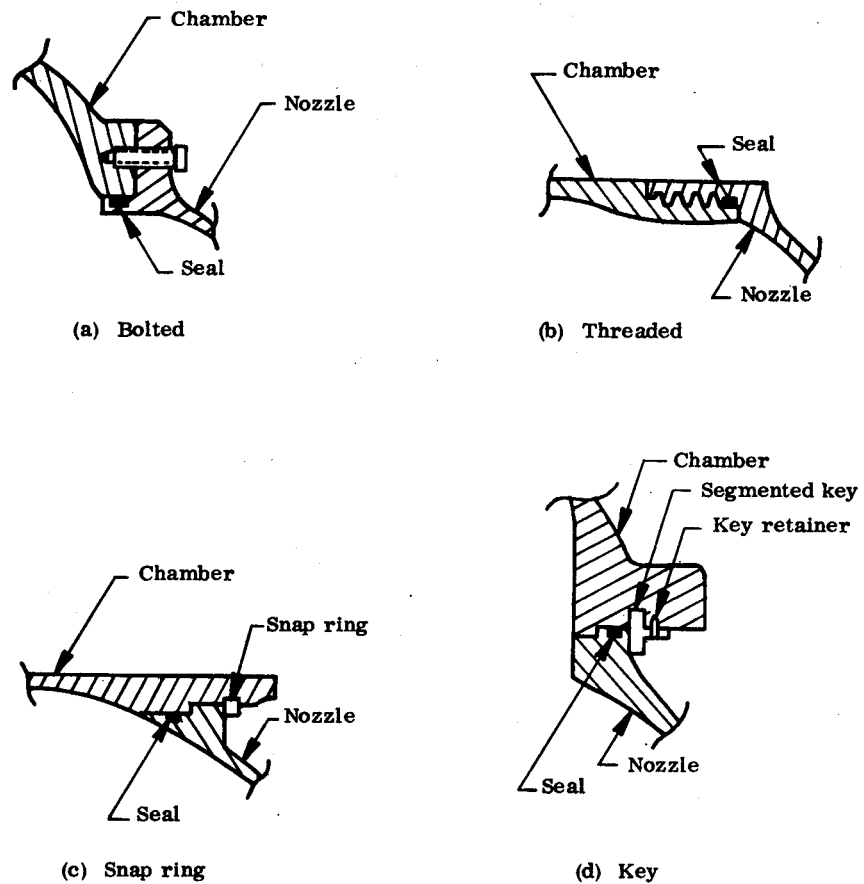 Chamber
Nozzle
Seal
(a) Bolted
Chamber
Seal
Nozzle
(b) Threaded
Chamber
Snap ring
Nozzle
Seal
(c) Snap ring
Chamber
Segmented key
Key retainer
Nozzle
Seal
(d) Key